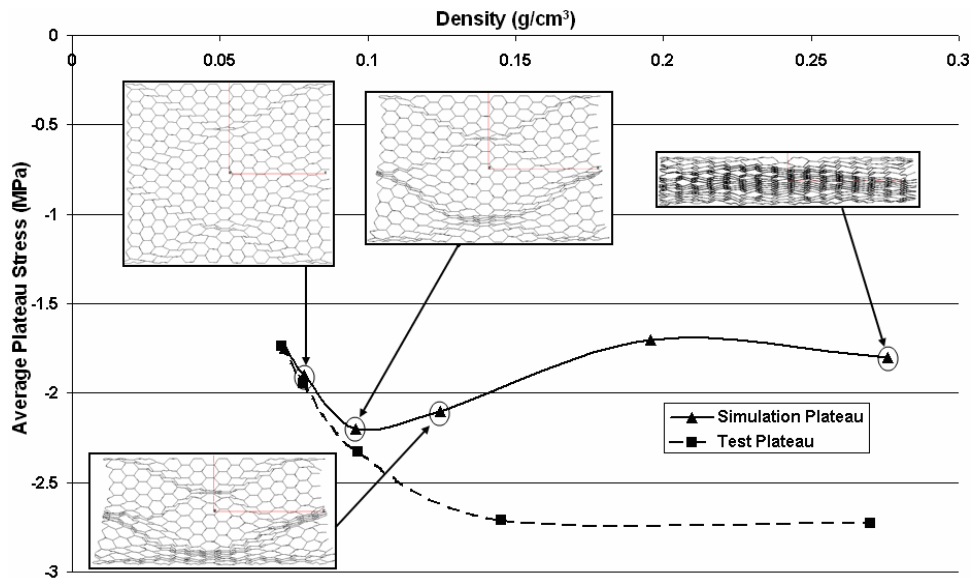 Density (g/cm³)
0
0 0.05 0.1 0.15 0.2 0.25 0.3
-0.5
-1
-1.5
-2
-2.5
-3
Average Plateau Stress (MPa)
Simulation Plateau
Test Plateau